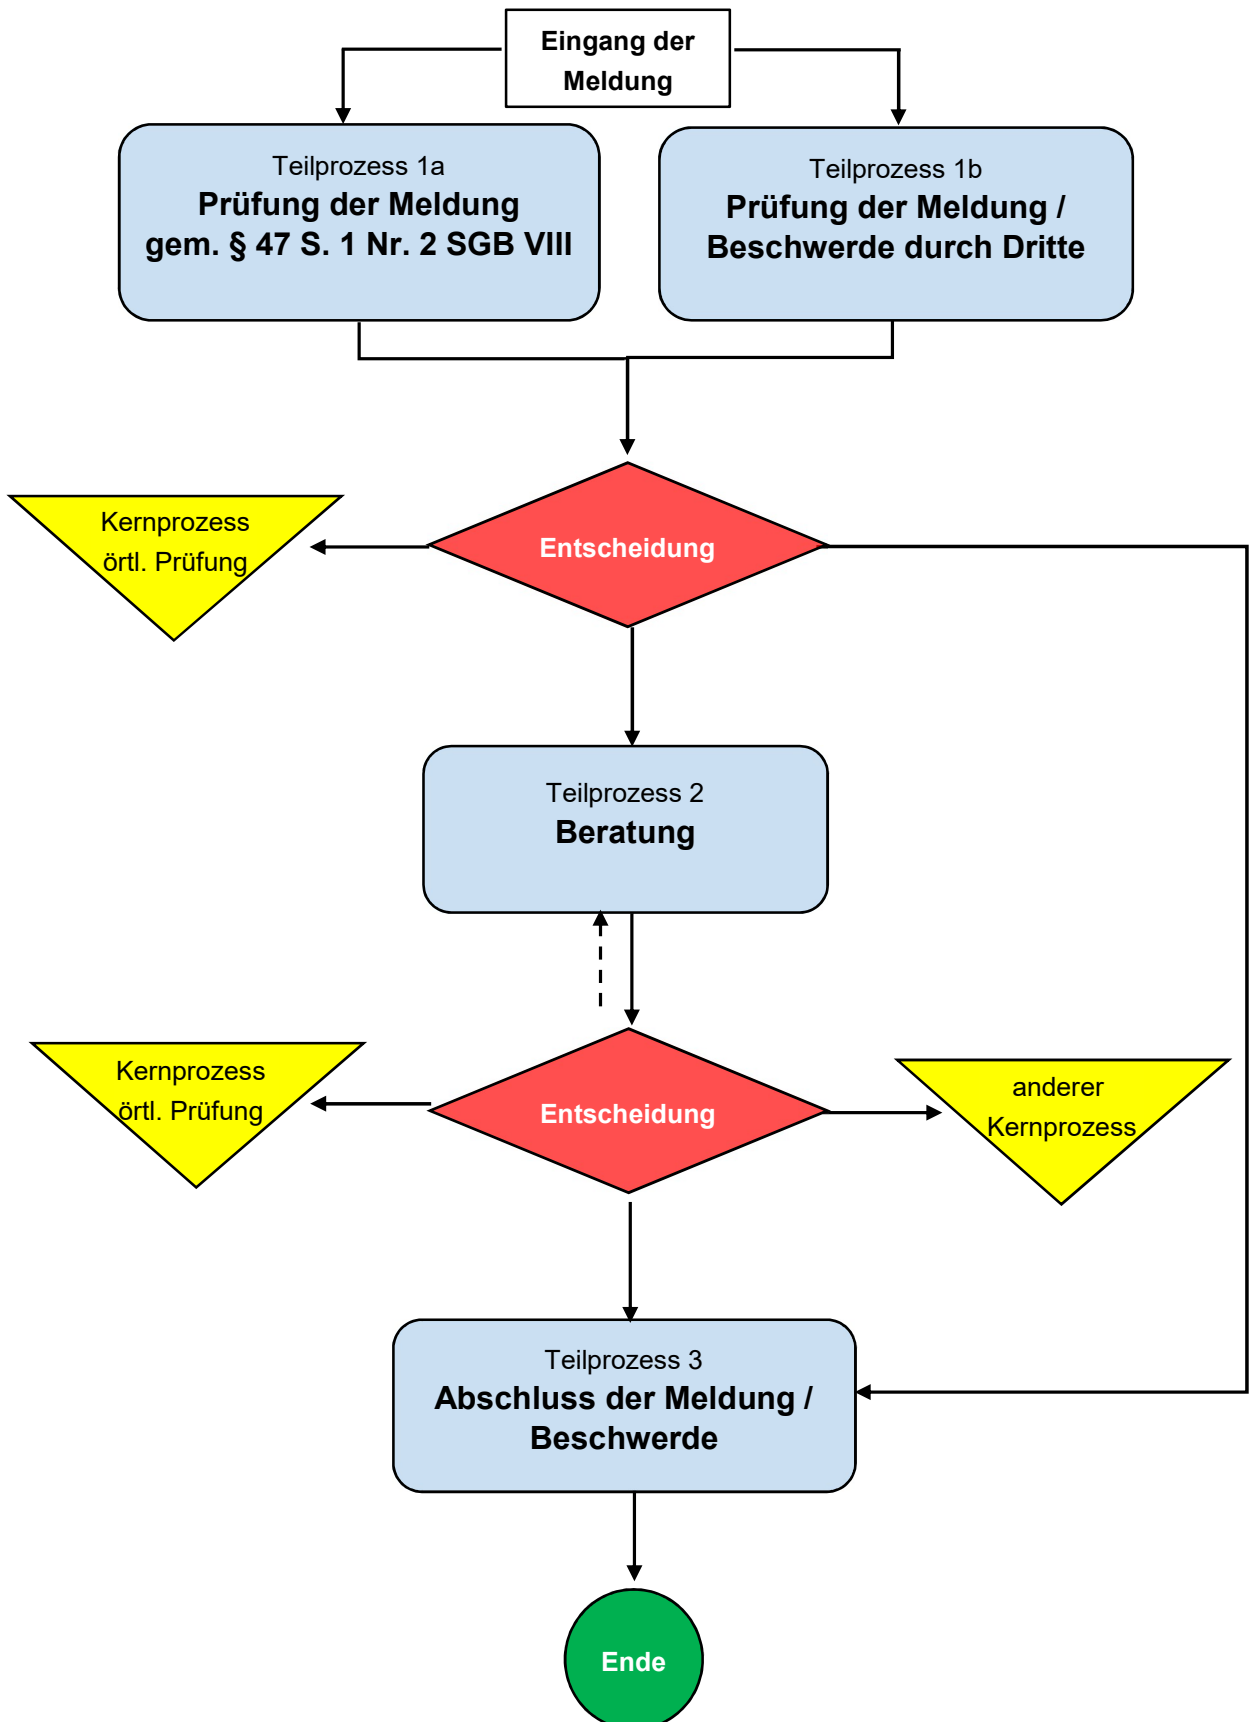 Eingang der
Meldung
Teilprozess 1a
Prüfung der Meldung
gem. § 47 S. 1 Nr. 2 SGB VIII
Teilprozess 1b
Prüfung der Meldung /
Beschwerde durch Dritte
Kernprozess
örtl. Prüfung
Entscheidung
Teilprozess 2
Beratung
Kernprozess
örtl. Prüfung
Entscheidung
anderer
Kernprozess
Teilprozess 3
Abschluss der Meldung /
Beschwerde
Ende